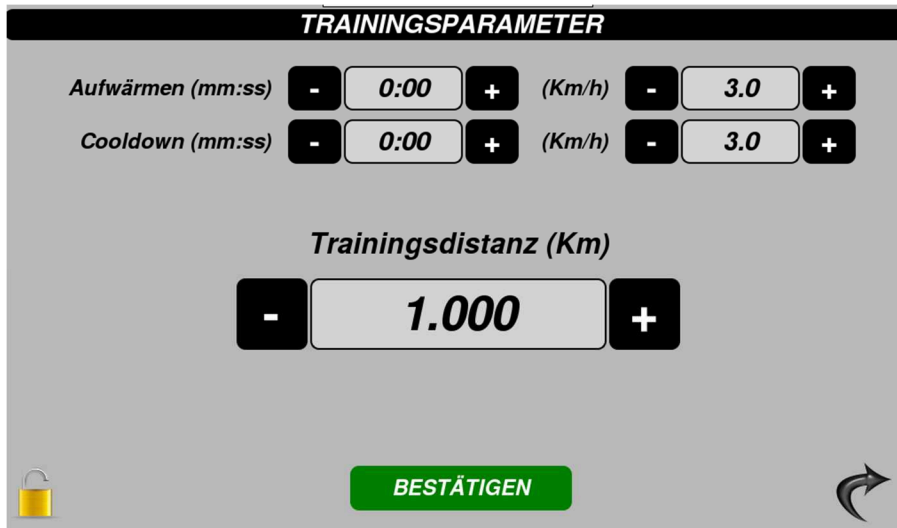 TRAININGSPARAMETER
Aufwärmen (mm:ss) - 0:00 + (Km/h) - 3.0 +
Cooldown (mm:ss) - 0:00 + (Km/h) - 3.0 +
Trainingsdistanz (Km)
- 1.000 +
BESTÄTIGEN